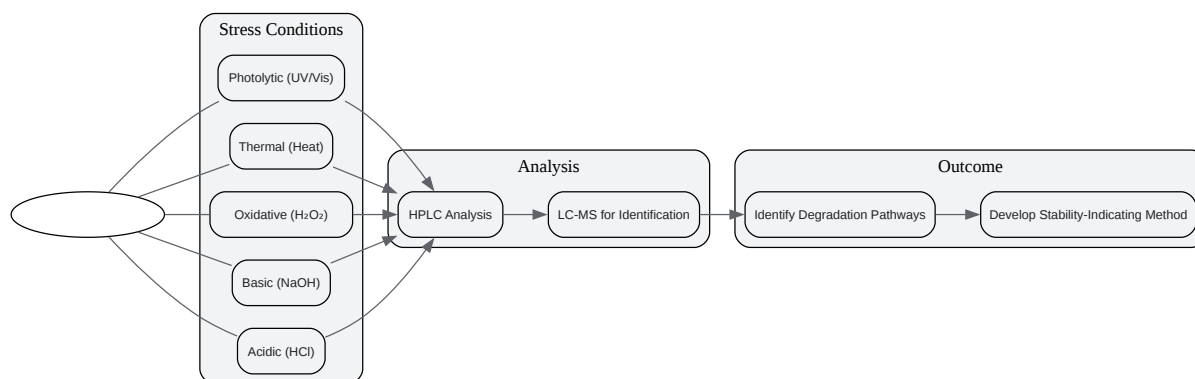 Stress Conditions
Photolytic (UV/Vis)
Thermal (Heat)
Oxidative (H₂O₂)
Basic (NaOH)
Acidic (HCl)
Analysis
HPLC Analysis
LC-MS for Identification
Outcome
Identify Degradation Pathways
Develop Stability-Indicating Method